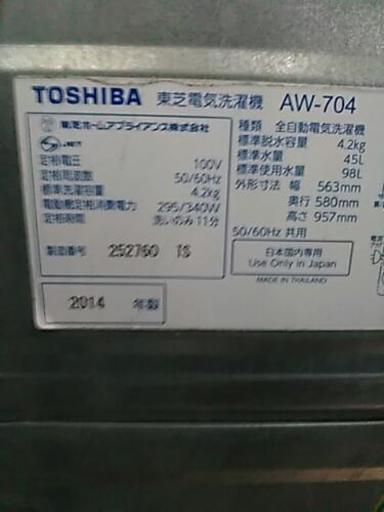 TOSHIBA 東芝電気洗濯機 AW-704
東芝ホームアプライアンス株式会社
JET
定格電圧 100V
定格周波数 50/60Hz
標準洗濯容量 4.2kg
電動機定格消費電力 295/340W
定格時間 洗いのみ 11分
製造番号 252760 IS
2014 年製
種類 全自動電気洗濯機
標準脱水容量 4.2kg
標準水量 45L
標準使用水量 98L
外形寸法 幅 563mm
奥行 580mm
高さ 957mm
50/60Hz 共用
日本国内専用
Use Only in Japan
MADE IN THAILAND